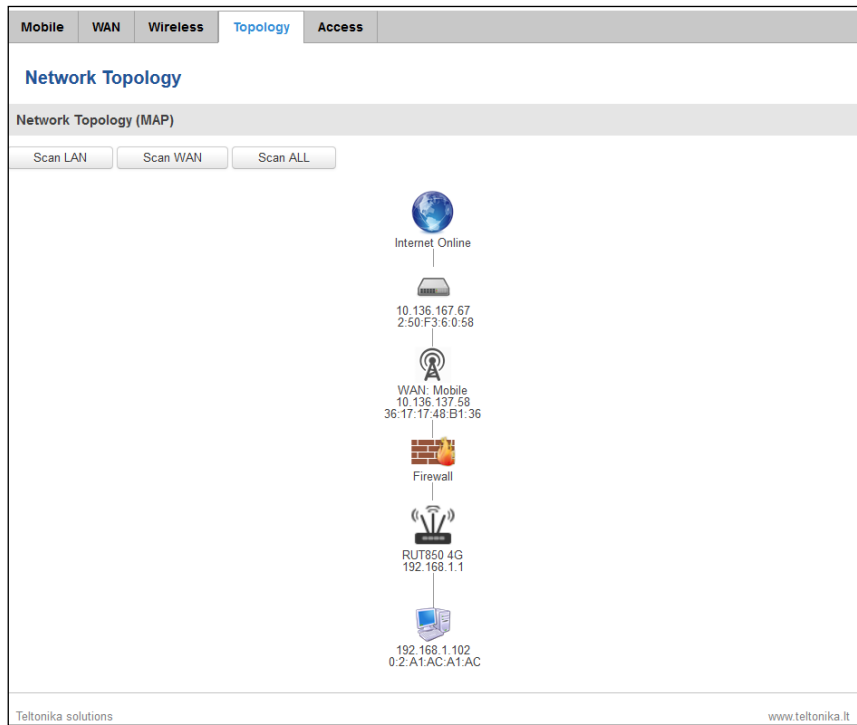 Mobile WAN Wireless Topology Access
Network Topology
Network Topology (MAP)
Scan LAN Scan WAN Scan ALL
Internet Online
10.136.167.67
2:50:F3:6:0:58
WAN: Mobile
10.136.137.58
36:17:17:48:B1:36
Firewall
RUT850 4G
192.168.1.1
192.168.1.102
0:2:A1:AC:A1:AC
Teltonika solutions www.teltonika.lt